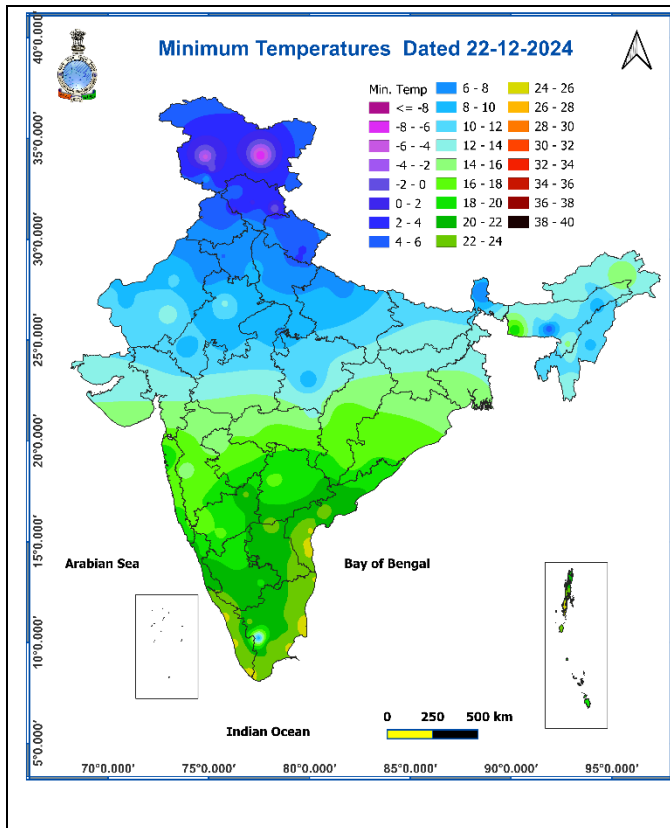 Minimum Temperatures Dated 22-12-2024
Min. Temp
<= -8
-8 - -6
-6 - -4
-4 - -2
-2 - 0
0 - 2
2 - 4
4 - 6
6 - 8
8 - 10
10 - 12
12 - 14
14 - 16
16 - 18
18 - 20
20 - 22
22 - 24
24 - 26
26 - 28
28 - 30
30 - 32
32 - 34
34 - 36
36 - 38
38 - 40
40°0.000'
35°0.000'
30°0.000'
25°0.000'
20°0.000'
15°0.000'
10°0.000'
5°0.000'
Arabian Sea
Bay of Bengal
Indian Ocean
0 250 500 km
70°0.000' 75°0.000' 80°0.000' 85°0.000' 90°0.000' 95°0.000'